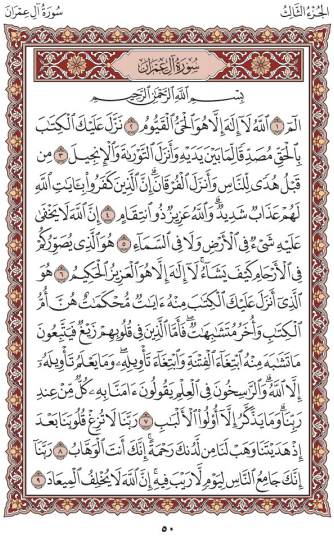 الجزء الثالث سورة آل عمران
سورة آل عمران
بسم الله الرحمن الرحيم
الٓمٓ ١ ٱللَّهُ لَآ إِلَٰهَ إِلَّا هُوَ ٱلۡحَيُّ ٱلۡقَيُّومُ ٢ نَزَّلَ عَلَيۡكَ ٱلۡكِتَٰبَ
بِٱلۡحَقِّ مُصَدِّقٗا لِّمَا بَيۡنَ يَدَيۡهِ وَأَنزَلَ ٱلتَّوۡرَىٰةَ وَٱلۡإِنجِيلَ ٣ مِن
قَبۡلُ هُدٗى لِّلنَّاسِ وَأَنزَلَ ٱلۡفُرۡقَانَۗ إِنَّ ٱلَّذِينَ كَفَرُواْ بِـَٔايَٰتِ ٱللَّهِ
لَهُمۡ عَذَابٞ شَدِيدٞۗ وَٱللَّهُ عَزِيزٞ ذُو ٱنتِقَامٍ ٤ إِنَّ ٱللَّهَ لَا يَخۡفَىٰ
عَلَيۡهِ شَيۡءٞ فِي ٱلۡأَرۡضِ وَلَا فِي ٱلسَّمَآءِ ٥ هُوَ ٱلَّذِي يُصَوِّرُكُمۡ
فِي ٱلۡأَرۡحَامِ كَيۡفَ يَشَآءُۚ لَآ إِلَٰهَ إِلَّا هُوَ ٱلۡعَزِيزُ ٱلۡحَكِيمُ ٦ هُوَ
ٱلَّذِيٓ أَنزَلَ عَلَيۡكَ ٱلۡكِتَٰبَ مِنۡهُ ءَايَٰتٞ مُّحۡكَمَٰتٌ هُنَّ أُمُّ
ٱلۡكِتَٰبِ وَأُخَرُ مُتَشَٰبِهَٰتٞۖ فَأَمَّا ٱلَّذِينَ فِي قُلُوبِهِمۡ زَيۡغٞ فَيَتَّبِعُونَ
مَا تَشَٰبَهَ مِنۡهُ ٱبۡتِغَآءَ ٱلۡفِتۡنَةِ وَٱبۡتِغَآءَ تَأۡوِيلِهِۦۖ وَمَا يَعۡلَمُ تَأۡوِيلَهُۥٓ
إِلَّا ٱللَّهُۗ وَٱلرَّٰسِخُونَ فِي ٱلۡعِلۡمِ يَقُولُونَ ءَامَنَّا بِهِۦ كُلّٞ مِّنۡ عِندِ
رَبِّنَاۗ وَمَا يَذَّكَّرُ إِلَّآ أُوْلُواْ ٱلۡأَلۡبَٰبِ ٧ رَبَّنَا لَا تُزِغۡ قُلُوبَنَا بَعۡدَ
إِذۡ هَدَيۡتَنَا وَهَبۡ لَنَا مِن لَّدُنكَ رَحۡمَةًۚ إِنَّكَ أَنتَ ٱلۡوَهَّابُ ٨ رَبَّنَآ
إِنَّكَ جَامِعُ ٱلنَّاسِ لِيَوۡمٖ لَّا رَيۡبَ فِيهِۚ إِنَّ ٱللَّهَ لَا يُخۡلِفُ ٱلۡمِيعَادَ ٩
٥٠